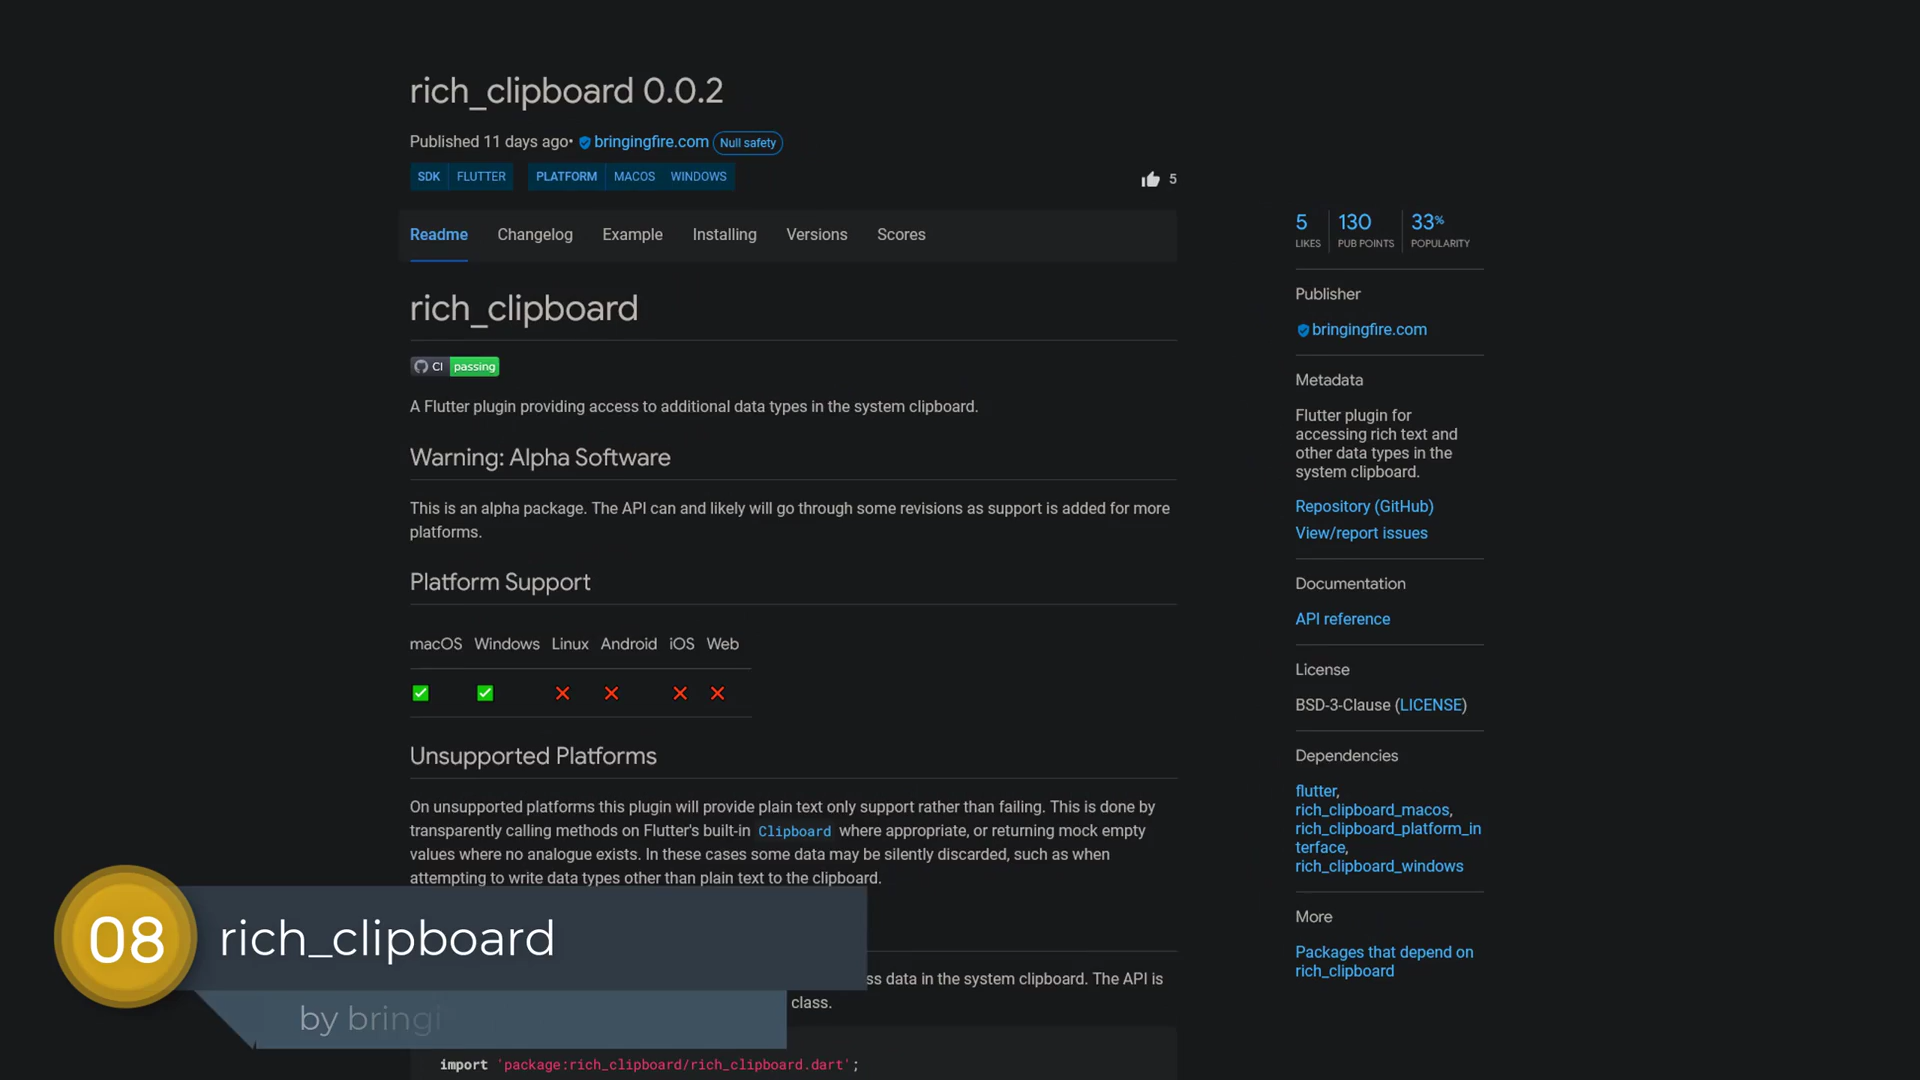 rich_clipboard 0.0.2
Published 11 days ago• bringingfire.com Null safety
SDK FLUTTER PLATFORM MACOS WINDOWS
5
Readme Changelog Example Installing Versions Scores
rich_clipboard
CI passing
A Flutter plugin providing access to additional data types in the system clipboard.
Warning: Alpha Software
This is an alpha package. The API can and likely will go through some revisions as support is added for more
platforms.
Platform Support
macOS Windows Linux Android iOS Web
Unsupported Platforms
On unsupported platforms this plugin will provide plain text only support rather than failing. This is done by
transparently calling methods on Flutter's built-in Clipboard where appropriate, or returning mock empty
values where no analogue exists. In these cases some data may be silently discarded, such as when
attempting to write data types other than plain text to the clipboard.
ss data in the system clipboard. The API is
class.
import 'package:rich_clipboard/rich_clipboard.dart';
5 130 33%
LIKES PUB POINTS POPULARITY
Publisher
bringingfire.com
Metadata
Flutter plugin for
accessing rich text and
other data types in the
system clipboard.
Repository (GitHub)
View/report issues
Documentation
API reference
License
BSD-3-Clause (LICENSE)
Dependencies
flutter,
rich_clipboard_macos,
rich_clipboard_platform_in
terface,
rich_clipboard_windows
More
Packages that depend on
rich_clipboard
08
rich_clipboard
by bringi